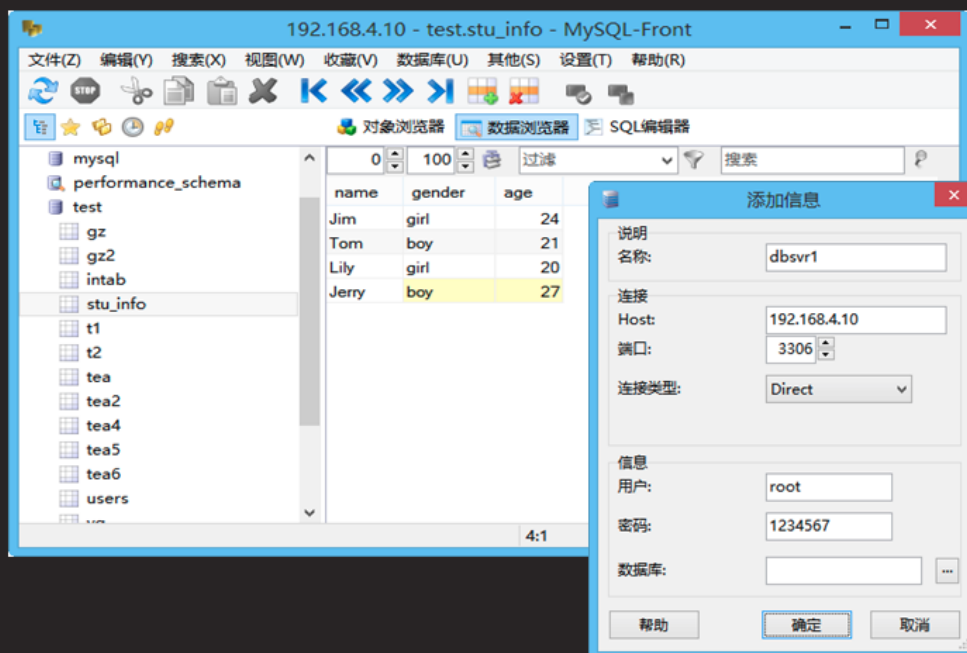 192.168.4.10 - test.stu_info - MySQL-Front
文件(Z) 编辑(Y) 搜索(X) 视图(W) 收藏(V) 数据库(U) 其他(S) 设置(T) 帮助(R)
STOP
对象浏览器 数据浏览器 SQL编辑器
mysql
performance_schema
test
gz
gz2
intab
stu_info
t1
t2
tea
tea2
tea4
tea5
tea6
users
0 100 过滤 搜索
name gender age
Jim girl 24
Tom boy 21
Lily girl 20
Jerry boy 27
4:1
添加信息
说明
名称: dbsvr1
连接
Host: 192.168.4.10
端口: 3306
连接类型: Direct
信息
用户: root
密码: 1234567
数据库: ...
帮助 确定 取消